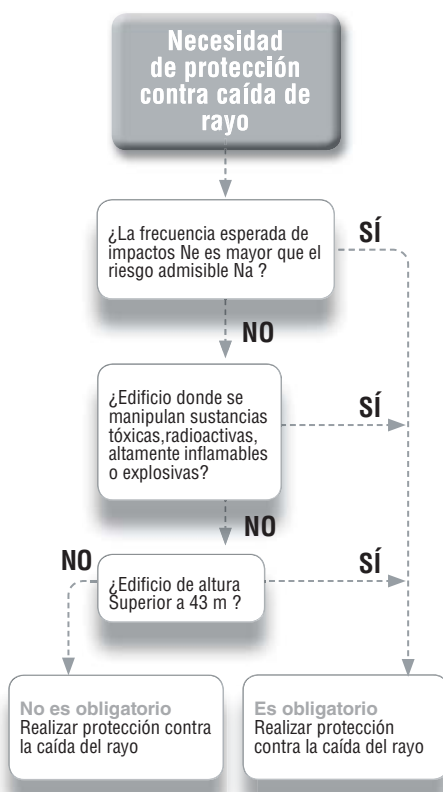 Necesidad
de protección
contra caída de
rayo
¿La frecuencia esperada de
impactos Ne es mayor que el
riesgo admisible Na ?
SÍ
NO
¿Edificio donde se
manipulan sustancias
tóxicas,radioactivas,
altamente inflamables
o explosivas?
SÍ
NO
NO
¿Edificio de altura
Superior a 43 m ?
SÍ
No es obligatorio
Realizar protección contra
la caída del rayo
Es obligatorio
Realizar protección
contra la caída del rayo